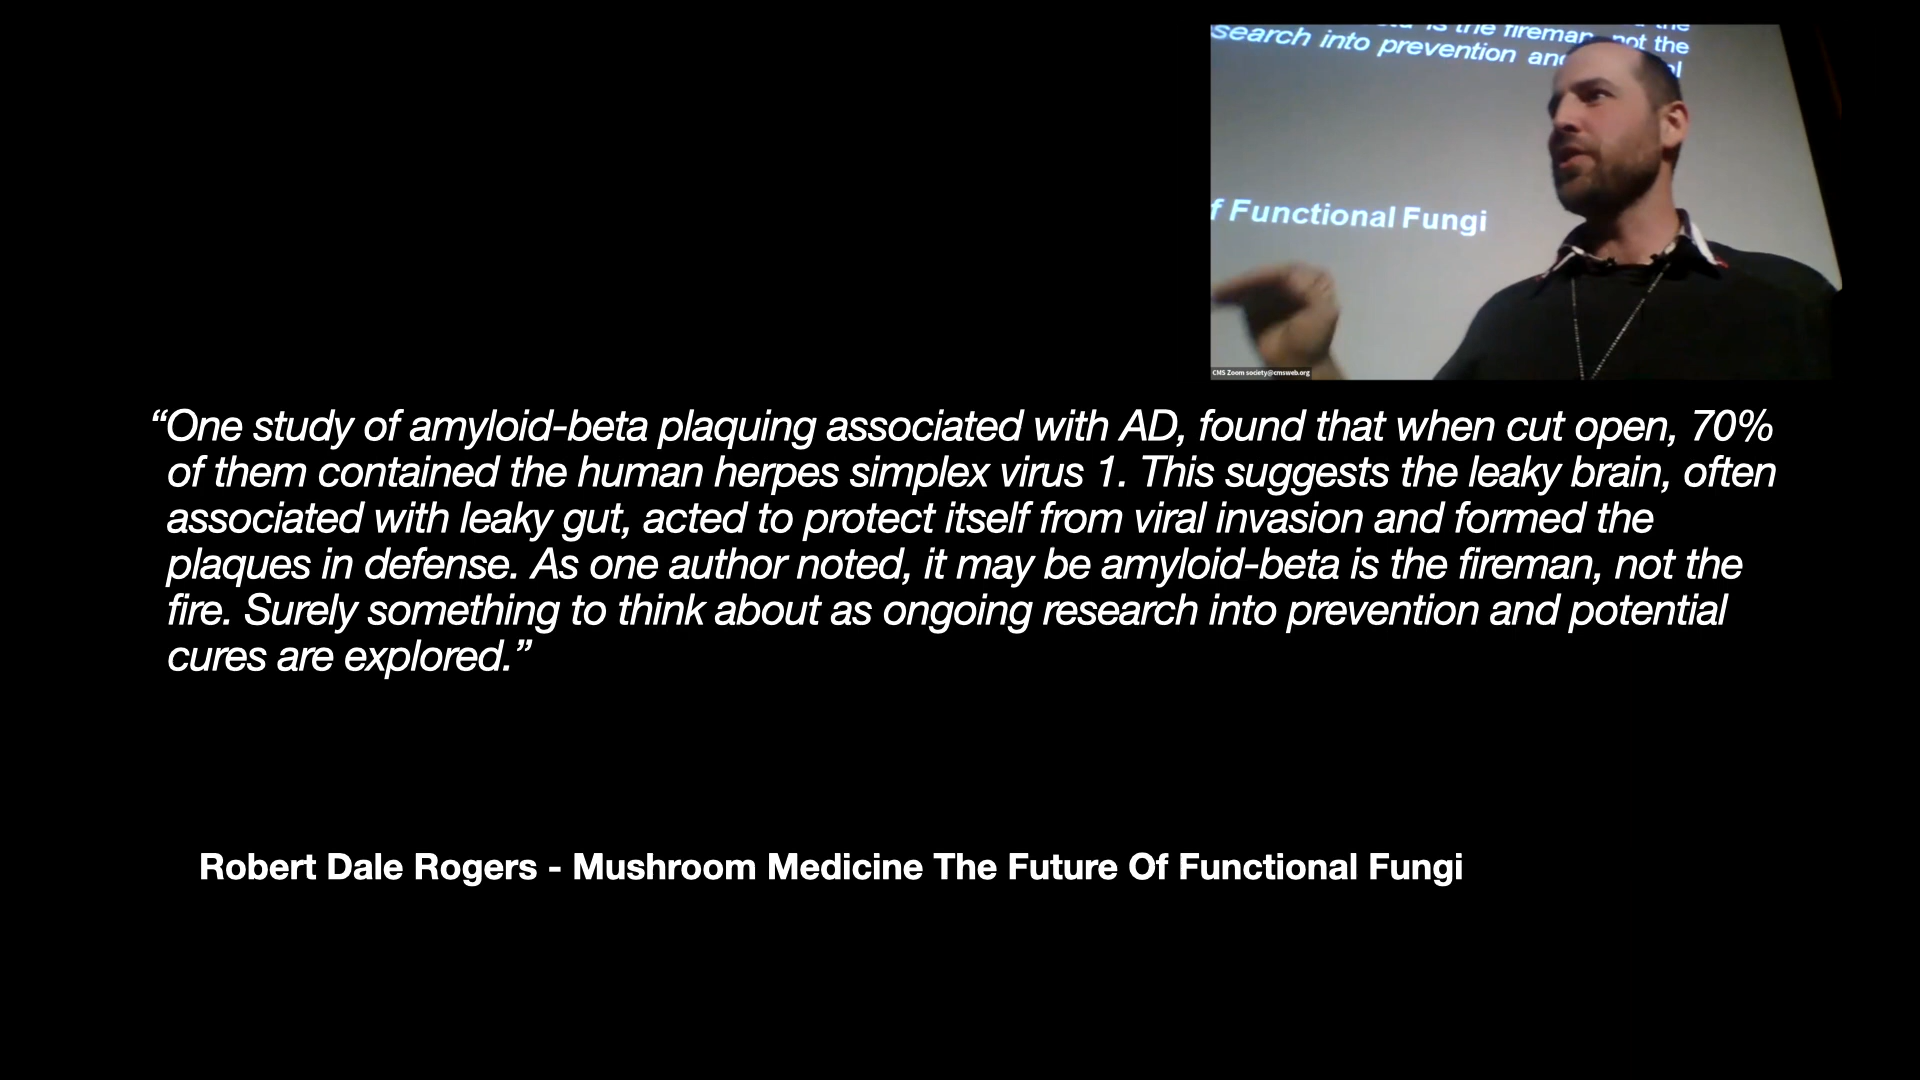 is the fireman, not the
search into prevention and
f Functional Fungi
CMS Zoom society@cmsweb.org
“One study of amyloid-beta plaquing associated with AD, found that when cut open, 70%
of them contained the human herpes simplex virus 1. This suggests the leaky brain, often
associated with leaky gut, acted to protect itself from viral invasion and formed the
plaques in defense. As one author noted, it may be amyloid-beta is the fireman, not the
fire. Surely something to think about as ongoing research into prevention and potential
cures are explored.”
Robert Dale Rogers - Mushroom Medicine The Future Of Functional Fungi